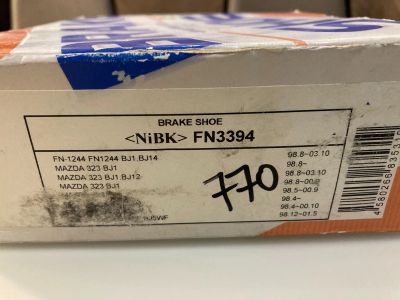 BRAKE SHOE
<NiBK> FN3394
FN-1244 FN1244 BJ1,BJ14 98.8~03.10
MAZDA 323 BJ1 98.8~
MAZDA 323 BJ1 BJ12 98.8~03.10
MAZDA 323 BJ1 98.8~00.9
98.5~00.9
98.4~
98.4~00.10
BJ5WF 98.12~01.5
770